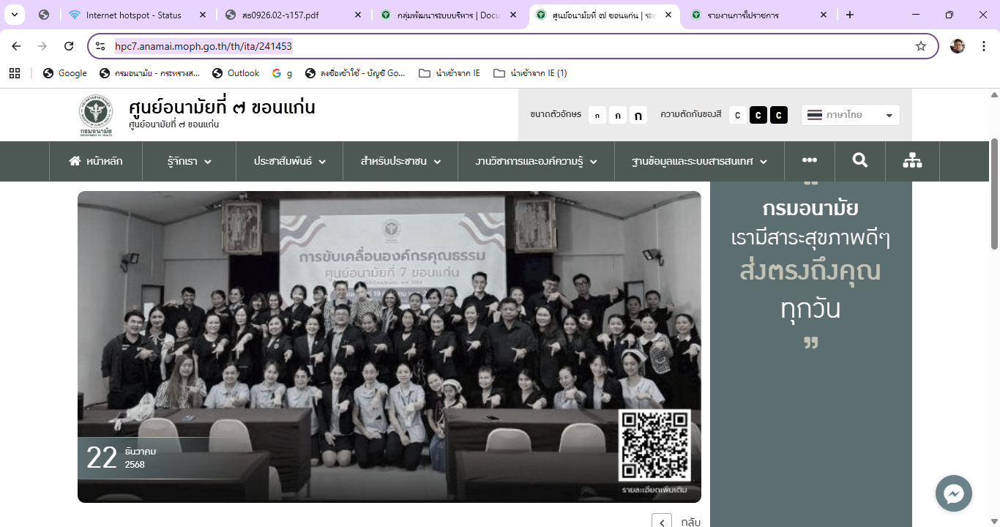 Internet hotspot - Status
สธ0926.02-ว157.pdf
กลุ่มพัฒนาระบบบริหาร | Docu
ศูนย์อนามัยที่ ๗ ขอนแก่น | ระบ
รายงานการไปราชการ
hpc7.anamai.moph.go.th/th/ita/241453
Google
กรมอนามัย - กระทรวงส...
Outlook
g
ลงชื่อเข้าใช้ - บัญชี Go...
นำเข้าจาก IE
นำเข้าจาก IE (1)
ศูนย์อนามัยที่ ๗ ขอนแก่น
ศูนย์อนามัยที่ ๗ ขอนแก่น
กรมอนามัย
DEPARTMENT OF HEALTH
ขนาดตัวอักษร
ก ก ก
ความตัดกันของสี
C C C
ภาษาไทย
หน้าหลัก
รู้จักเรา
ประชาสัมพันธ์
สำหรับประชาชน
งานวิชาการและองค์ความรู้
ฐานข้อมูลและระบบสารสนเทศ
การขับเคลื่อนองค์กรคุณธรรม
ศูนย์อนามัยที่ 7 ขอนแก่น
22
ธันวาคม
2568
รายละเอียดเพิ่มเติม
กรมอนามัย
เรามีสาระสุขภาพดีๆ
ส่งตรงถึงคุณ
ทุกวัน
”
กลับ